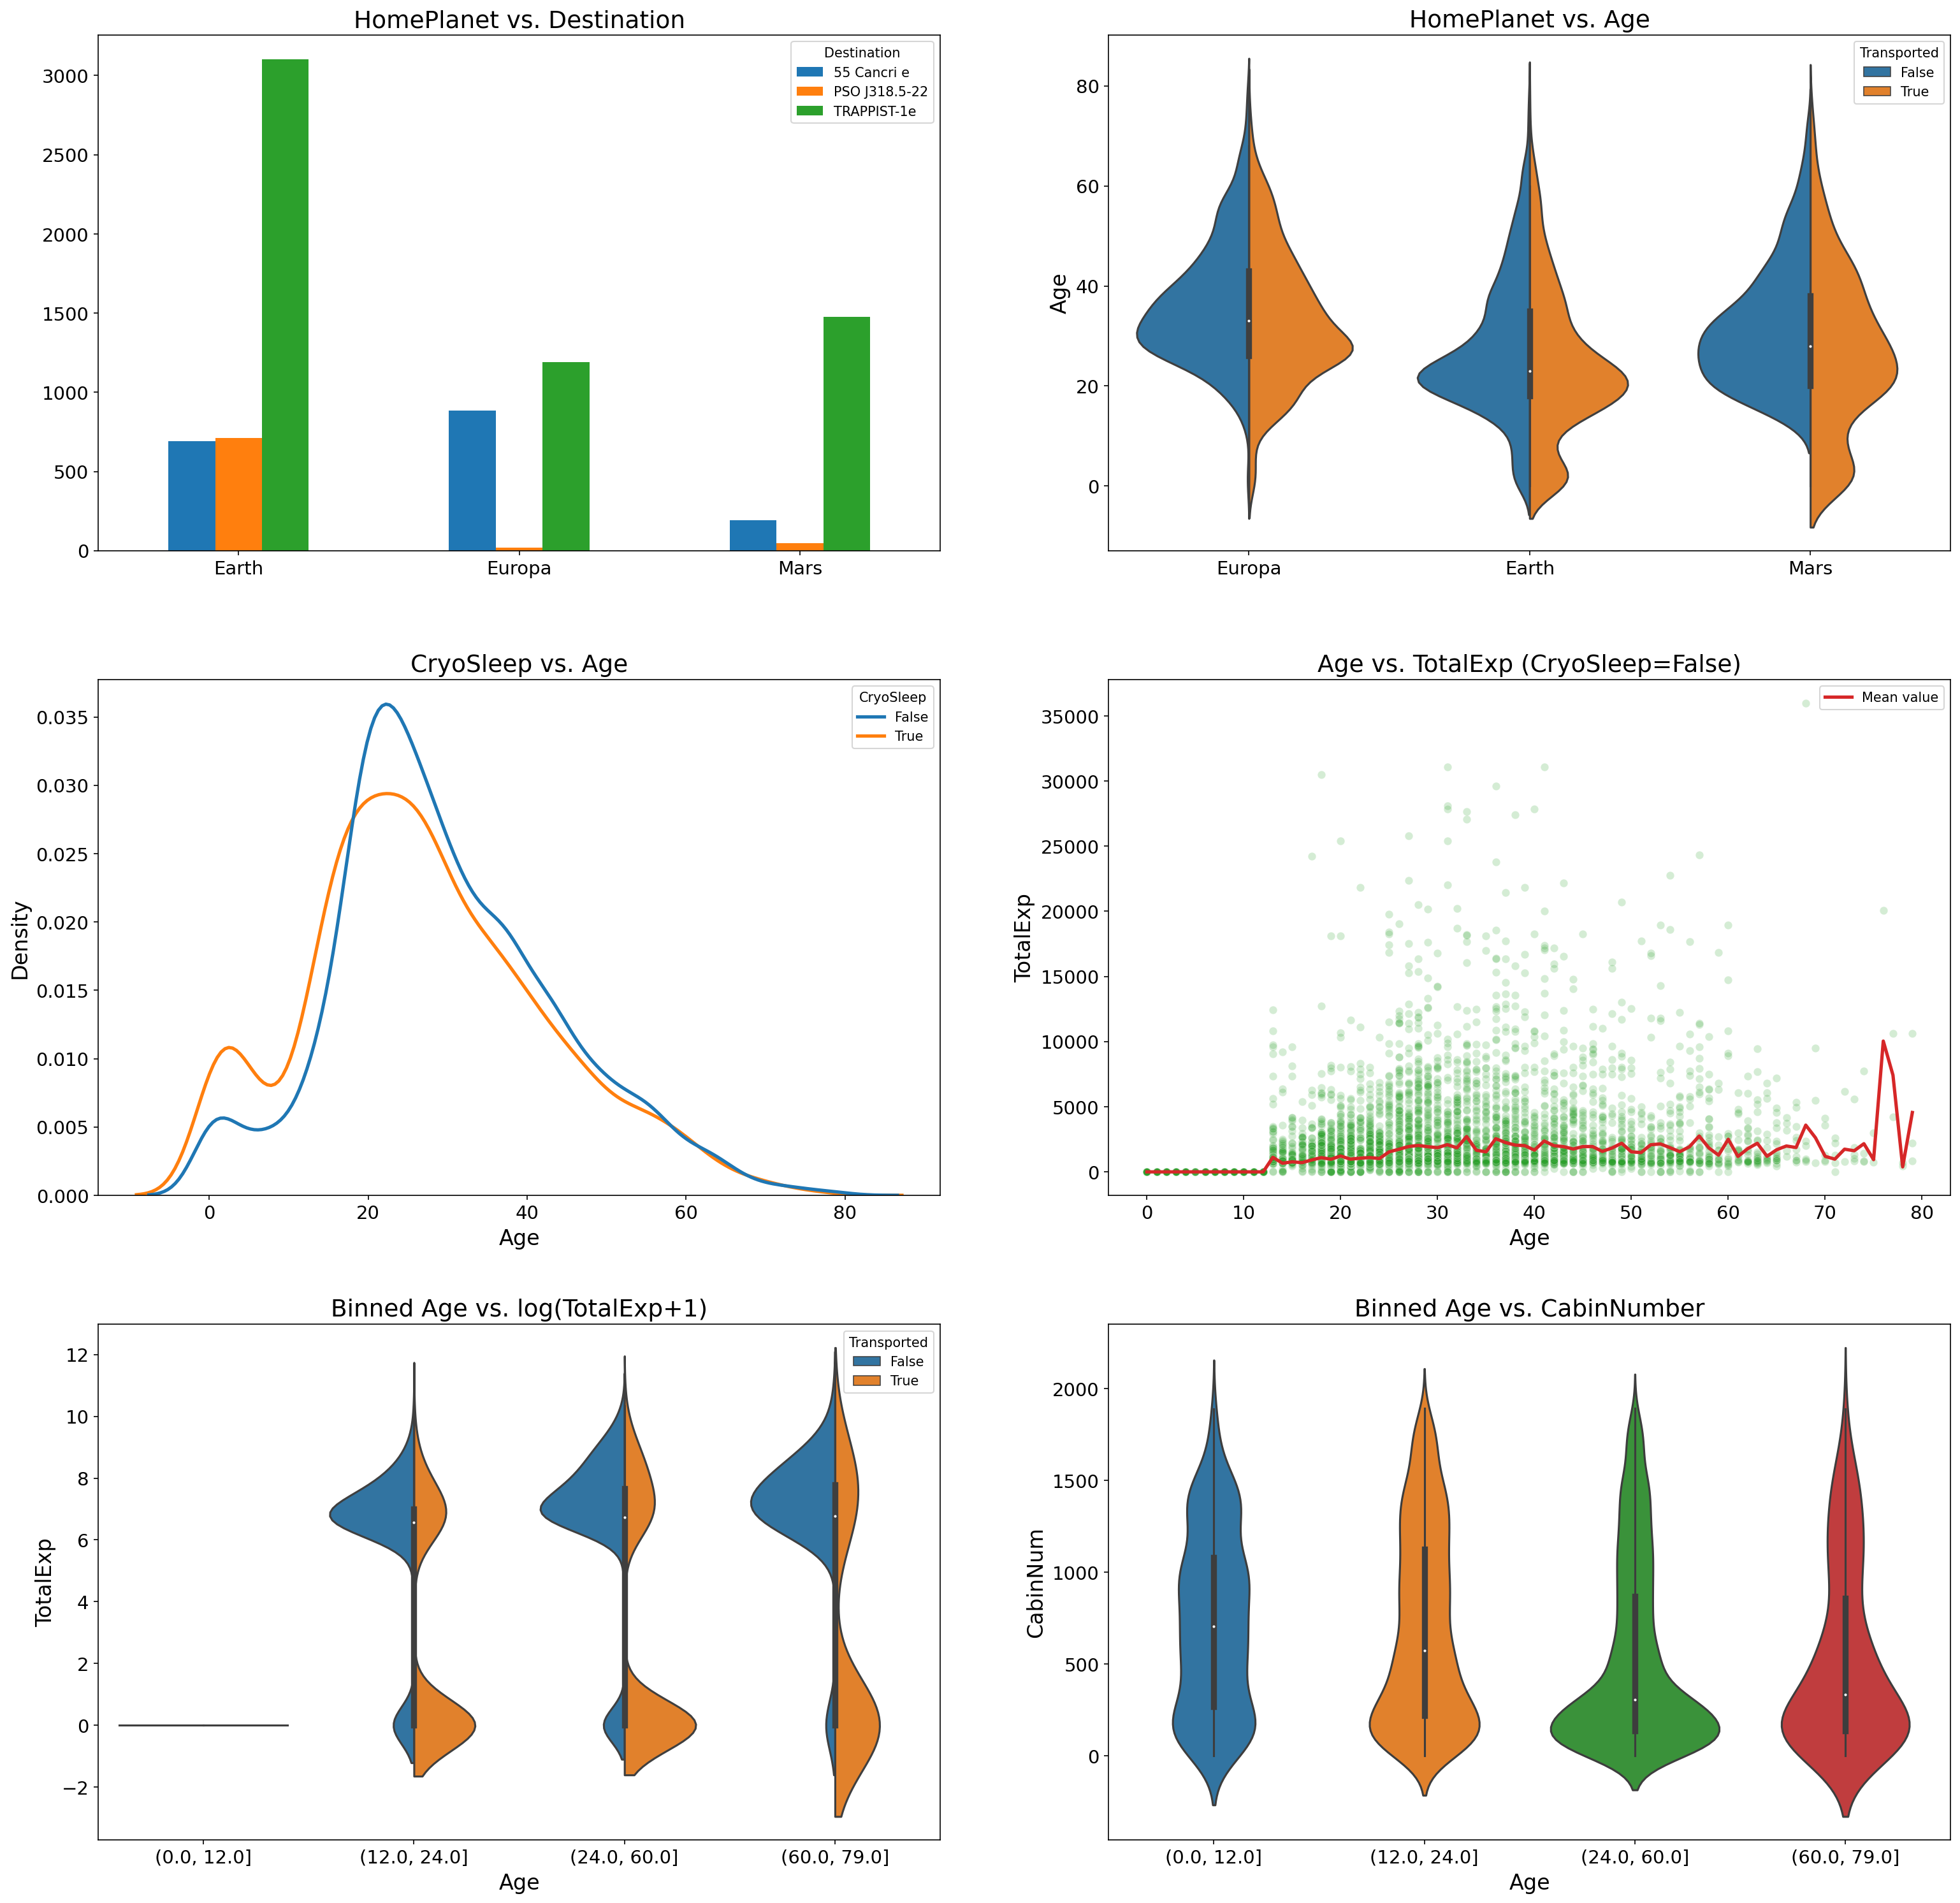 HomePlanet vs. Destination
3000
2500
2000
1500
1000
500
0
Earth Europa Mars
Destination
55 Cancri e
PSO J318.5-22
TRAPPIST-1e
HomePlanet vs. Age
Age
80
60
40
20
0
Europa Earth Mars
Transported
False
True
CryoSleep vs. Age
Density
0.035
0.030
0.025
0.020
0.015
0.010
0.005
0.000
0 20 40 60 80
Age
CryoSleep
False
True
Age vs. TotalExp (CryoSleep=False)
TotalExp
35000
30000
25000
20000
15000
10000
5000
0
0 10 20 30 40 50 60 70 80
Age
Mean value
Binned Age vs. log(TotalExp+1)
TotalExp
12
10
8
6
4
2
0
−2
(0.0, 12.0] (12.0, 24.0] (24.0, 60.0] (60.0, 79.0]
Age
Transported
False
True
Binned Age vs. CabinNumber
CabinNum
2000
1500
1000
500
0
(0.0, 12.0] (12.0, 24.0] (24.0, 60.0] (60.0, 79.0]
Age